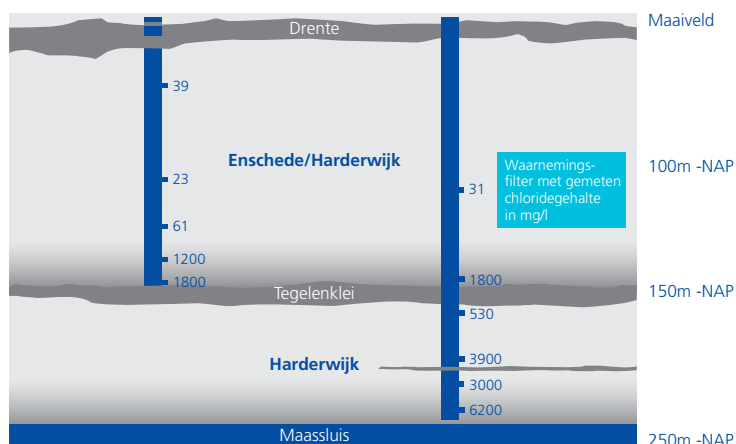 Maaiveld
Drente
39
Enschede/Harderwijk
Waarnemings-
filter met gemeten
chloridegehalte
in mg/l
100m -NAP
23
31
61
1200
1800
1800
Tegelenklei
150m -NAP
530
3900
Harderwijk
3000
6200
Maassluis
250m -NAP